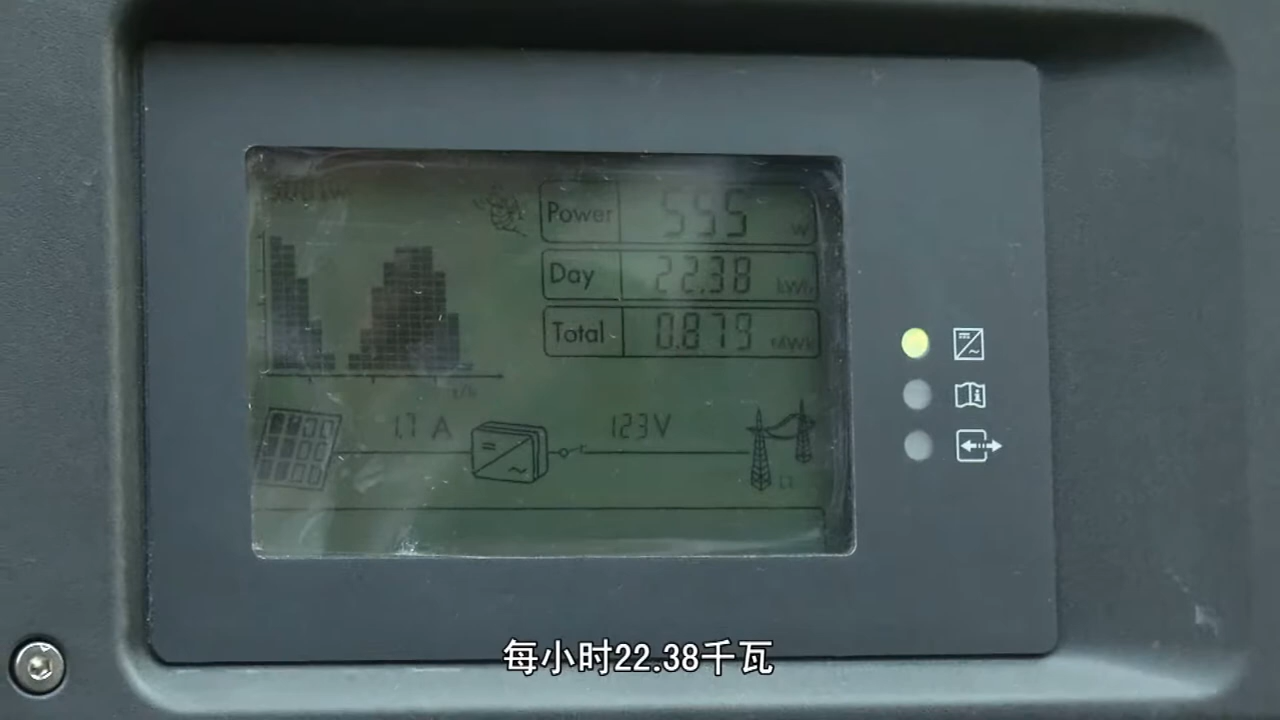 Power 555 W
Day 22.38 kWh
Total 0.879 MWh
1.7 A
123V
L1
每小时22.38千瓦